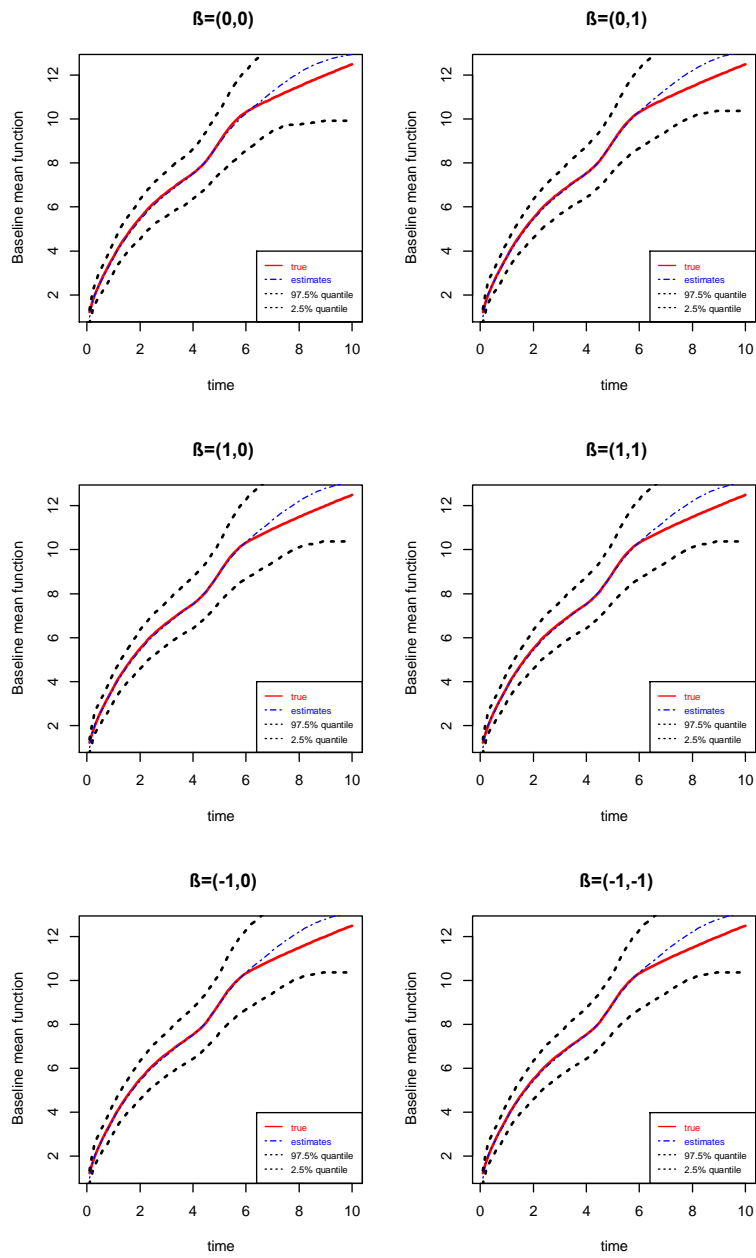 ß=(0,0)
Baseline mean function
12
10
8
6
4
2
true
estimates
97.5% quantile
2.5% quantile
0 2 4 6 8 10
time
ß=(0,1)
Baseline mean function
12
10
8
6
4
2
true
estimates
97.5% quantile
2.5% quantile
0 2 4 6 8 10
time
ß=(1,0)
Baseline mean function
12
10
8
6
4
2
true
estimates
97.5% quantile
2.5% quantile
0 2 4 6 8 10
time
ß=(1,1)
Baseline mean function
12
10
8
6
4
2
true
estimates
97.5% quantile
2.5% quantile
0 2 4 6 8 10
time
ß=(-1,0)
Baseline mean function
12
10
8
6
4
2
true
estimates
97.5% quantile
2.5% quantile
0 2 4 6 8 10
time
ß=(-1,-1)
Baseline mean function
12
10
8
6
4
2
true
estimates
97.5% quantile
2.5% quantile
0 2 4 6 8 10
time